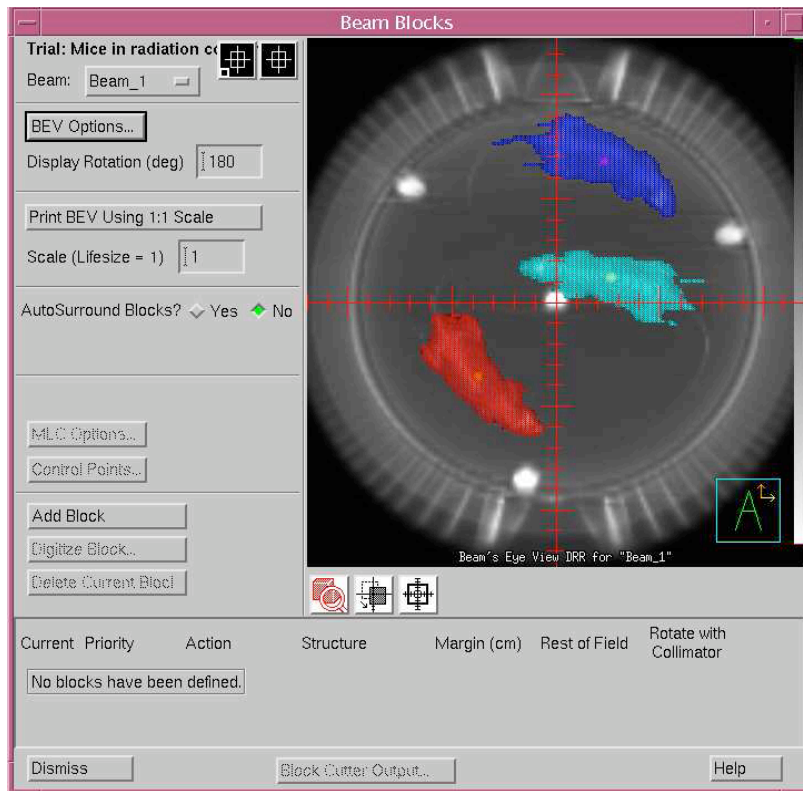 Beam Blocks
Trial: Mice in radiation
Beam: Beam_1
BEV Options...
Display Rotation (deg) 180
Print BEV Using 1:1 Scale
Scale (Lifesize = 1) 1
AutoSurround Blocks? Yes No
MLC Options...
Control Points...
Add Block
Digitize Block...
Delete Current Block
A
Beam's Eye View DRR for "Beam_1"
Current Priority Action Structure Margin (cm) Rest of Field Rotate with
Collimator
No blocks have been defined.
Dismiss Block Cutter Output... Help